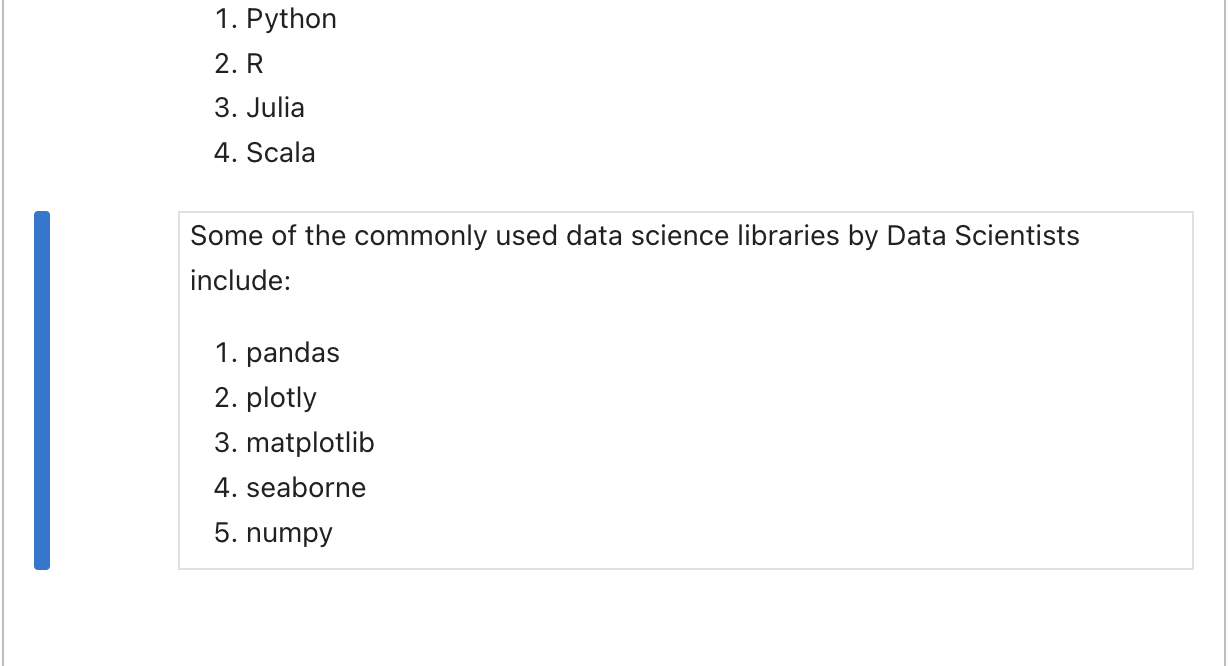 1. Python
2. R
3. Julia
4. Scala
Some of the commonly used data science libraries by Data Scientists
include:
1. pandas
2. plotly
3. matplotlib
4. seaborne
5. numpy